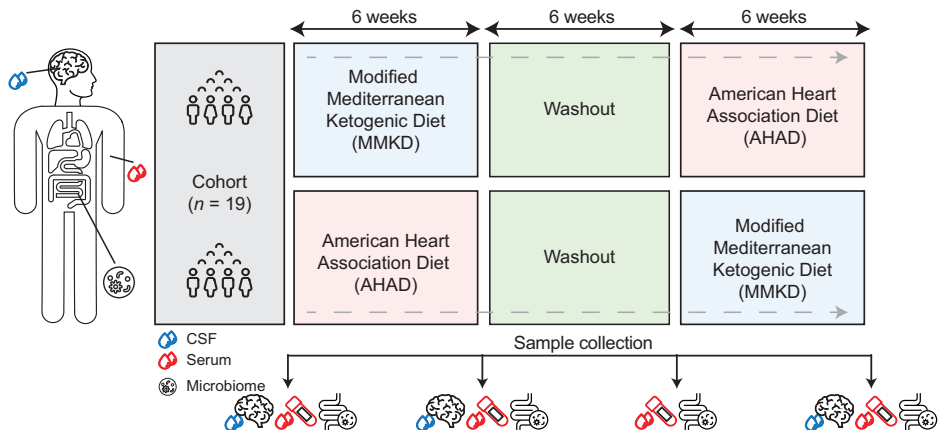 6 weeks
6 weeks
6 weeks
Modified
Mediterranean
Ketogenic Diet
(MMKD)
Washout
American Heart
Association Diet
(AHAD)
Cohort
(n = 19)
American Heart
Association Diet
(AHAD)
Washout
Modified
Mediterranean
Ketogenic Diet
(MMKD)
CSF
Serum
Microbiome
Sample collection